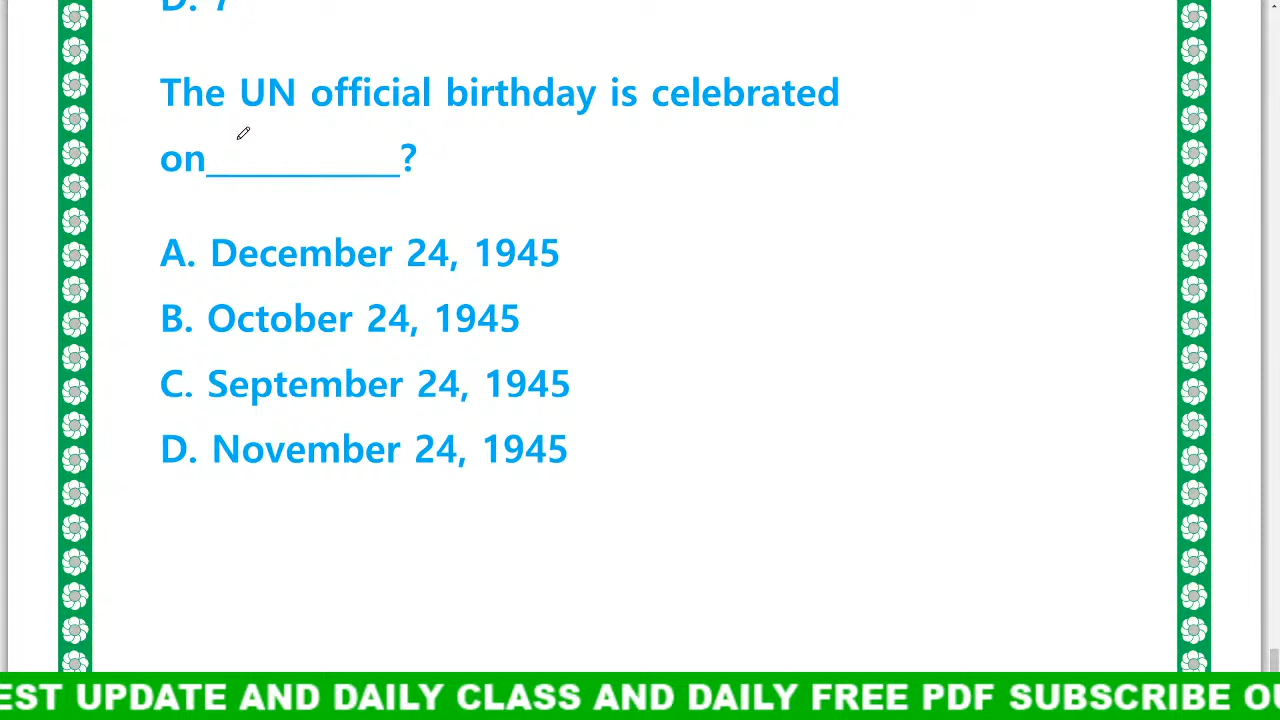 D. 7
The UN official birthday is celebrated
on__________?
A. December 24, 1945
B. October 24, 1945
C. September 24, 1945
D. November 24, 1945
EST UPDATE AND DAILY CLASS AND DAILY FREE PDF SUBSCRIBE OU